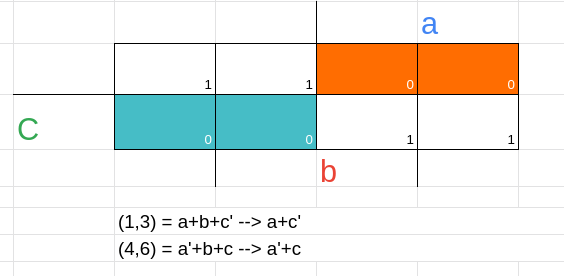 a
1 1 0 0
C
0 0 1 1
b
(1,3) = a+b+c' --> a+c'
(4,6) = a'+b+c --> a'+c